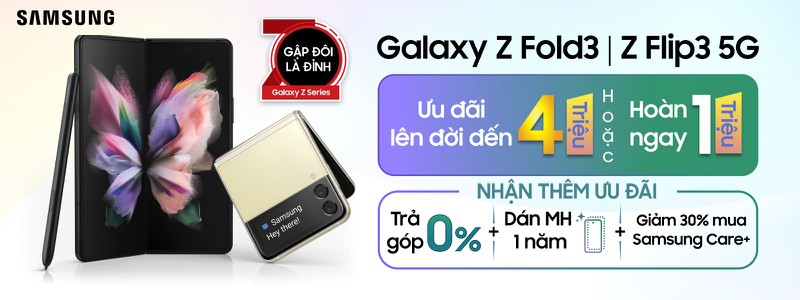 SAMSUNG
GẬP ĐÔI
LÀ ĐỈNH
Galaxy Z Series
Samsung
Hey there!
Galaxy Z Fold3 | Z Flip3 5G
Ưu đãi
lên đời đến 4 Triệu
Hoặc
Hoàn
ngay 1 Triệu
NHẬN THÊM ƯU ĐÃI
Trả
góp 0%
+
Dán MH
1 năm
+
Giảm 30% mua
Samsung Care+